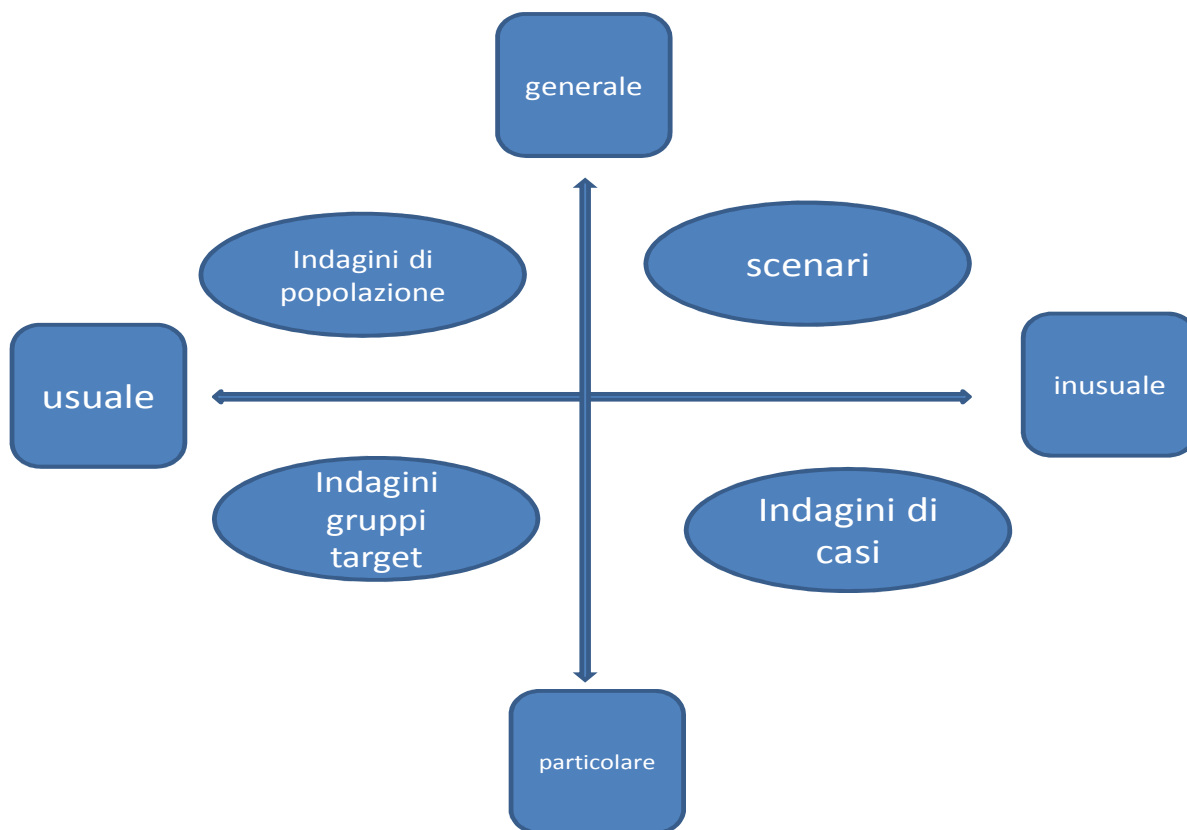 generale
Indagini di
popolazione
scenari
usuale
inusuale
Indagini
gruppi
target
Indagini di
casi
particolare